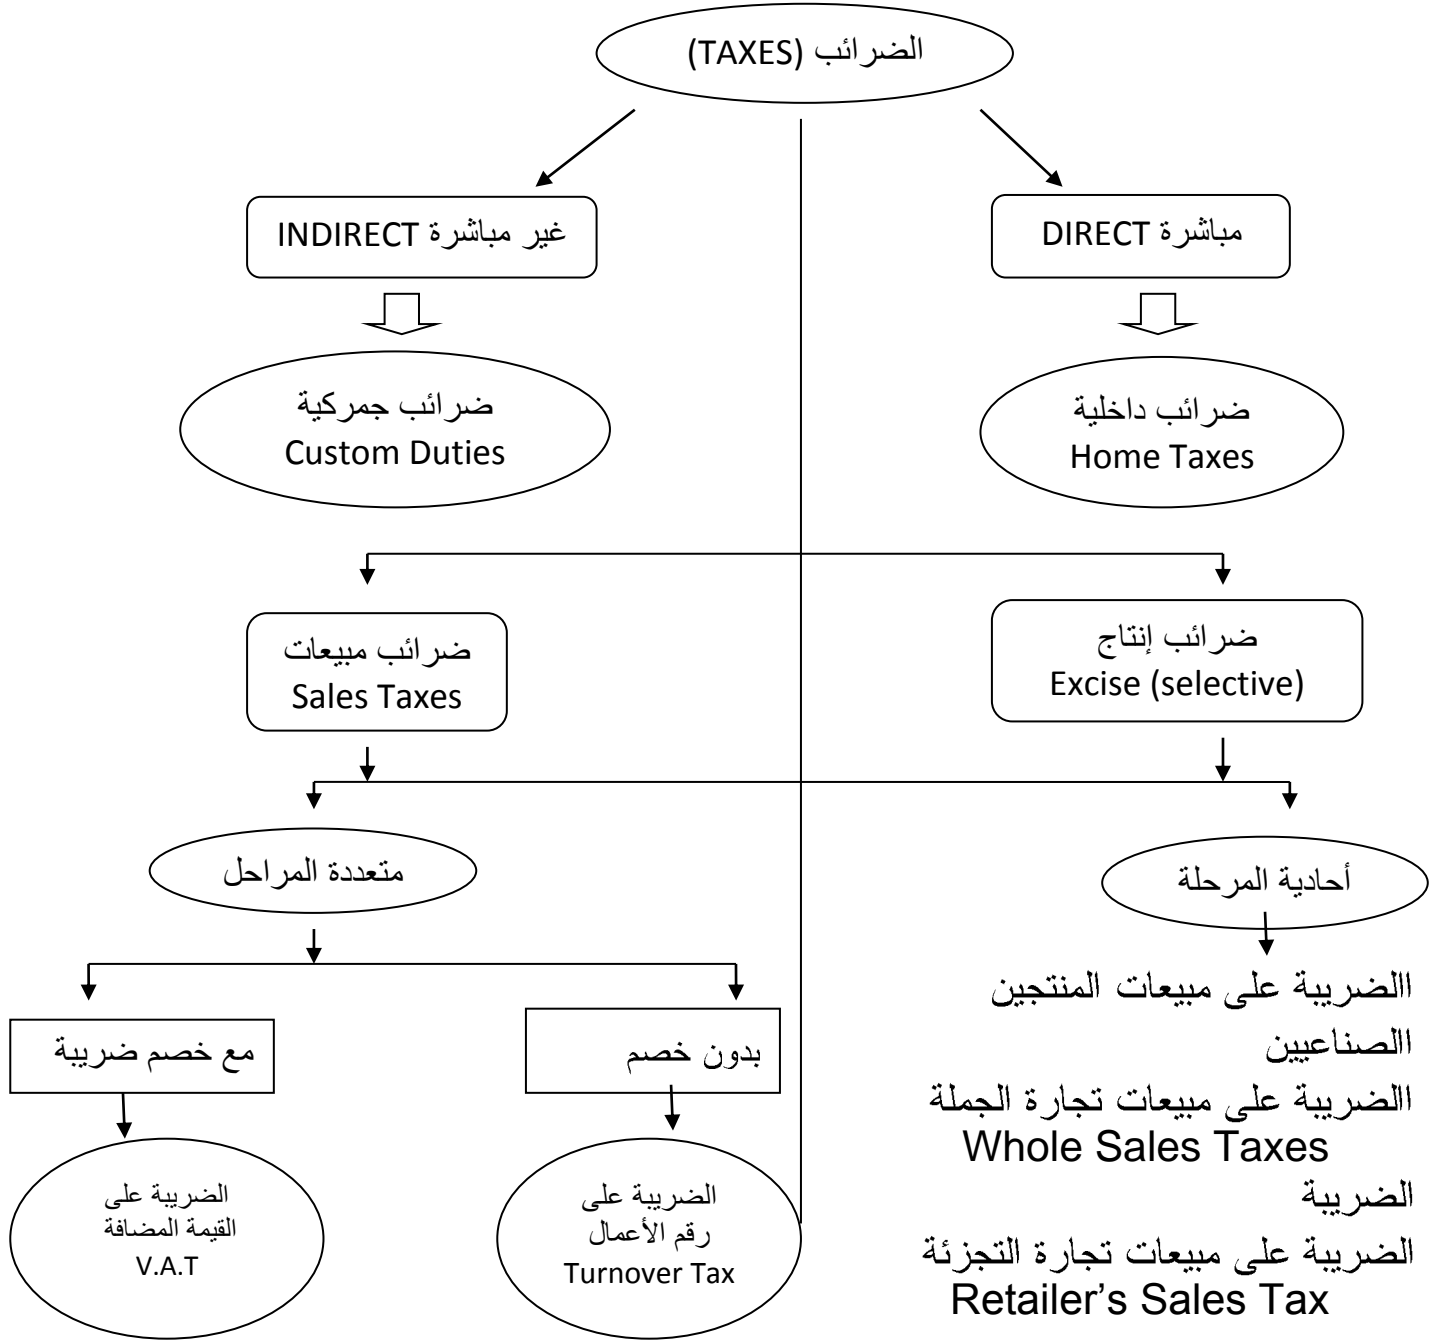 الضرائب (TAXES)
مباشرة DIRECT
غير مباشرة INDIRECT
ضرائب داخلية
Home Taxes
ضرائب جمركية
Custom Duties
ضرائب إنتاج
Excise (selective)
ضرائب مبيعات
Sales Taxes
أحادية المرحلة
متعددة المراحل
االضريبة على مبيعات المنتجين
االصناعيين
االضريبة على مبيعات تجارة الجملة
Whole Sales Taxes
الضريبة
الضريبة على مبيعات تجارة التجزئة
Retailer’s Sales Tax
بدون خصم
مع خصم ضريبة
الضريبة على
رقم الأعمال
Turnover Tax
الضريبة على
القيمة المضافة
V.A.T